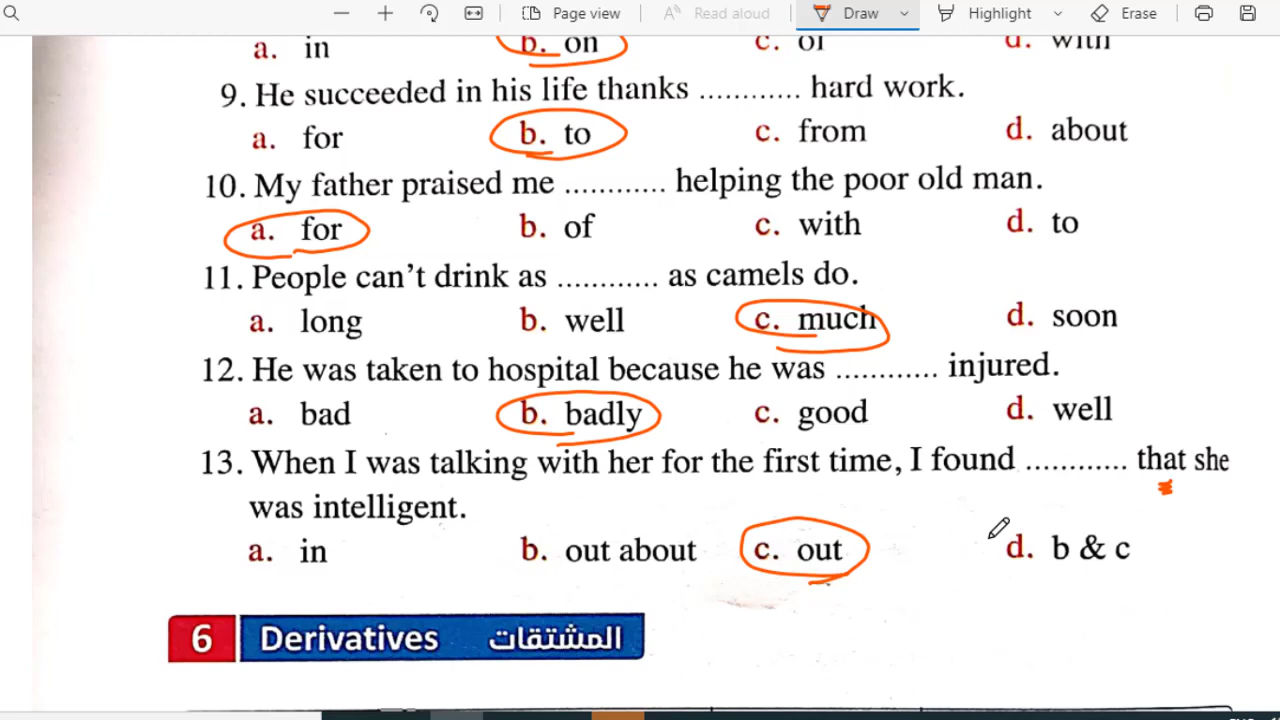 Page view Read aloud Draw Highlight Erase
a. in b. on c. of d. with
9. He succeeded in his life thanks ............ hard work.
a. for b. to c. from d. about
10. My father praised me ............ helping the poor old man.
a. for b. of c. with d. to
11. People can't drink as ............ as camels do.
a. long b. well c. much d. soon
12. He was taken to hospital because he was ............ injured.
a. bad b. badly c. good d. well
13. When I was talking with her for the first time, I found ............ that she
was intelligent.
a. in b. out about c. out d. b & c
6 Derivatives المشتقات